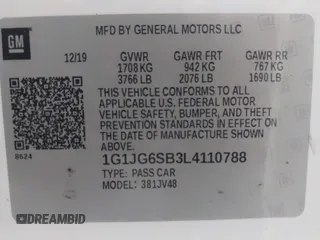 GM
MFD BY GENERAL MOTORS LLC
12/19 GVWR GAWR FRT GAWR RR
1708 KG 942 KG 767 KG
3766 LB 2076 LB 1690 LB
THIS VEHICLE CONFORMS TO ALL
APPLICABLE U.S. FEDERAL MOTOR
VEHICLE SAFETY, BUMPER, AND THEFT
PREVENTION STANDARDS IN EFFECT ON
THE DATE OF MANUFACTURE SHOWN
ABOVE.
8624
1G1JG6SB3L4110788
TYPE: PASS CAR
MODEL: 381JV48
DREAMBID